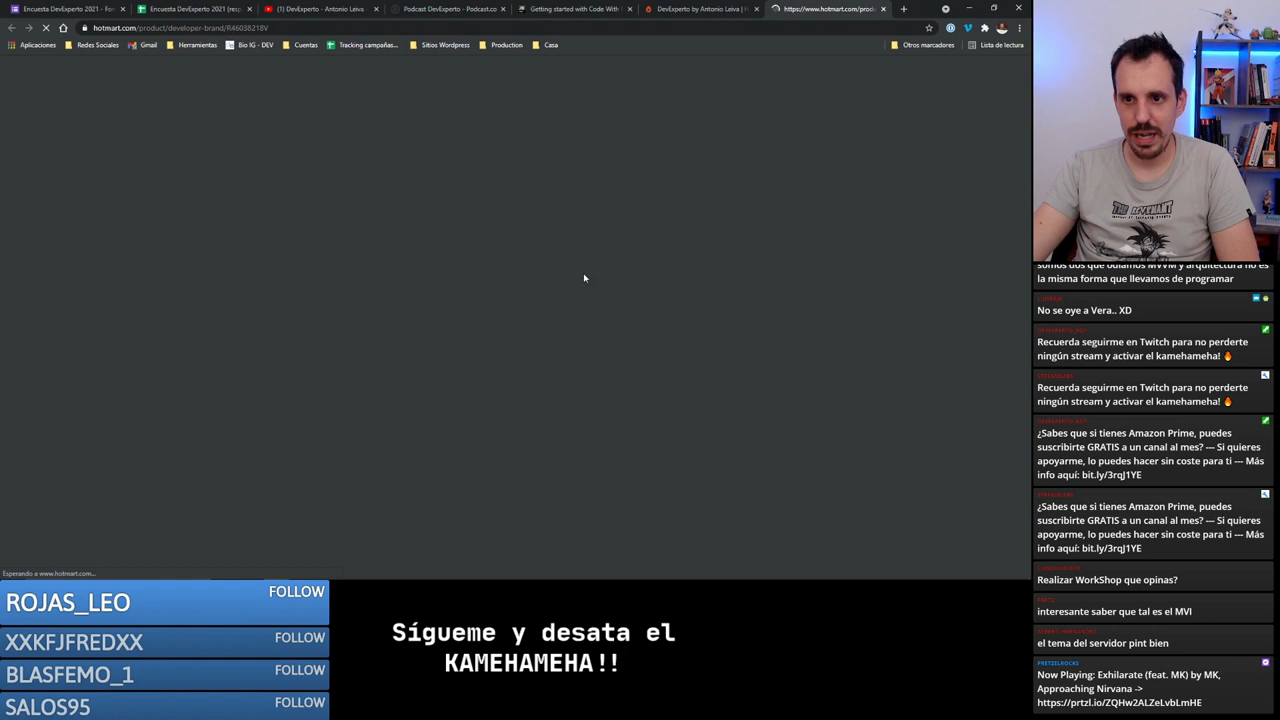 Encuesta DevExperto 2021 - Fo
Encuesta DevExperto 2021 (resp
(1) DevExperto - Antonio Leiva |
Podcast DevExperto - Podcast.co
Getting started with Code With
DevExperto by Antonio Leiva | H
https://www.hotmart.com/prod
hotmart.com/product/developer-brand/R46038218V
Aplicaciones
Redes Sociales
Gmail
Herramientas
Bio IG - DEV
Cuentas
Tracking campañas...
Sitios Wordpress
Production
Casa
Otros marcadores
Lista de lectura
somos dos que odiamos MVVM y arquitectura no es
la misma forma que llevamos de programar
No se oye a Vera.. XD
Recuerda seguirme en Twitch para no perderte
ningún stream y activar el kamehameha!
Recuerda seguirme en Twitch para no perderte
ningún stream y activar el kamehameha!
¿Sabes que si tienes Amazon Prime, puedes
suscribirte GRATIS a un canal al mes? --- Si quieres
apoyarme, lo puedes hacer sin coste para ti --- Más
info aquí: bit.ly/3rqJ1YE
¿Sabes que si tienes Amazon Prime, puedes
suscribirte GRATIS a un canal al mes? --- Si quieres
apoyarme, lo puedes hacer sin coste para ti --- Más
info aquí: bit.ly/3rqJ1YE
Realizar WorkShop que opinas?
interesante saber que tal es el MVI
el tema del servidor pint bien
PRETZELROCKS
Now Playing: Exhilarate (feat. MK) by MK,
Approaching Nirvana ->
https://prtzl.io/ZQHw2ALZeLvbLmHE
Esperando a www.hotmart.com...
ROJAS_LEO FOLLOW
XXKFJFREDXX FOLLOW
BLASFEMO_1 FOLLOW
SALOS95 FOLLOW
Sígueme y desata el
KAMEHAMEHA!!